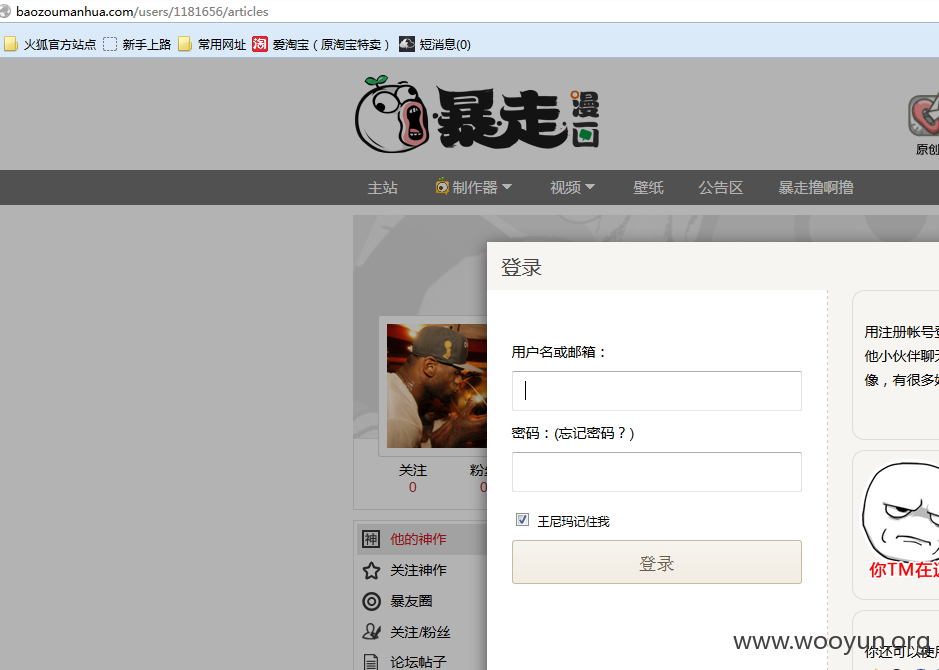 baozoumanhua.com/users/1181656/articles
火狐官方站点 新手上路 常用网址 淘 爱淘宝（原淘宝特卖） 短消息(0)
暴走漫画
原创
主站 制作器 视频 壁纸 公告区 暴走撸啊撸
登录
用户名或邮箱：
密码：(忘记密码？)
王尼玛记住我
登录
用注册帐号
他小伙伴聊
像，有很多
你TM在
你还可以使用
关注 粉
0 0
神 他的神作
关注神作
暴友圈
关注/粉丝
论坛帖子
www.wooyun.org